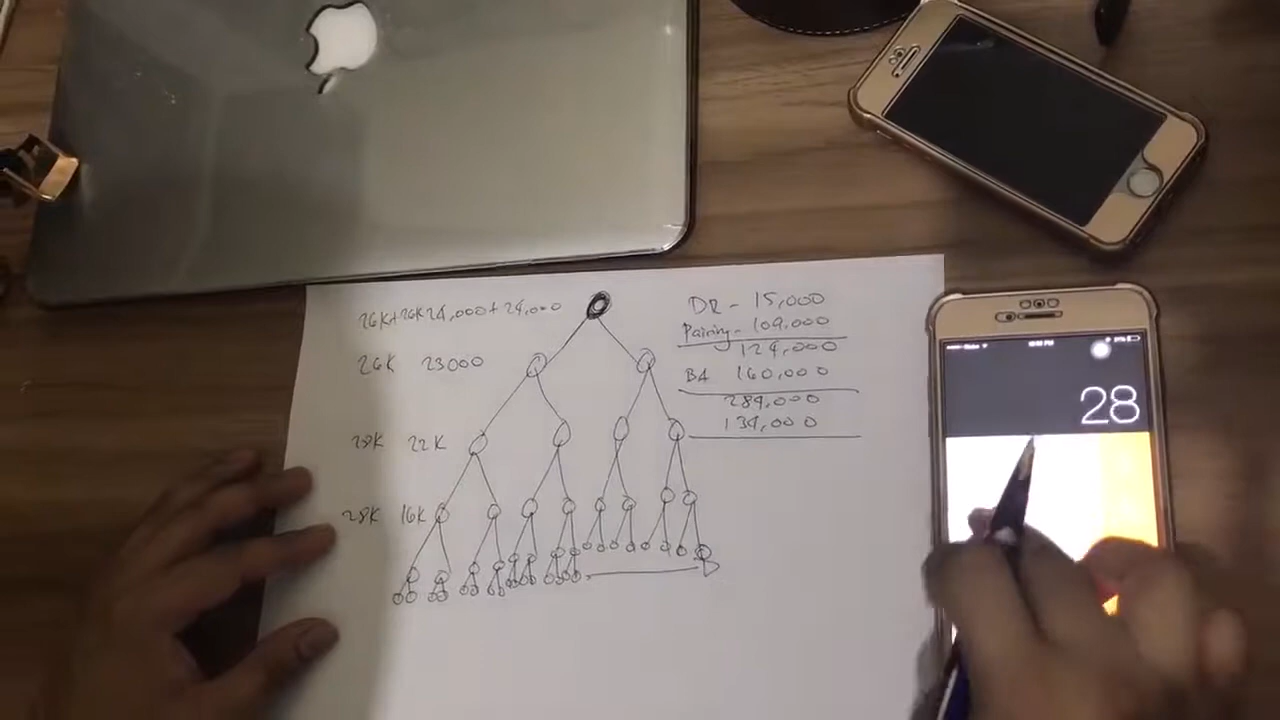 26K+26K 24,000+24,000
DR - 15,000
Pairing - 109,000
124,000
26K 23000
BA 160,000
284,000
134,000
28K 22K
28K 16K
28